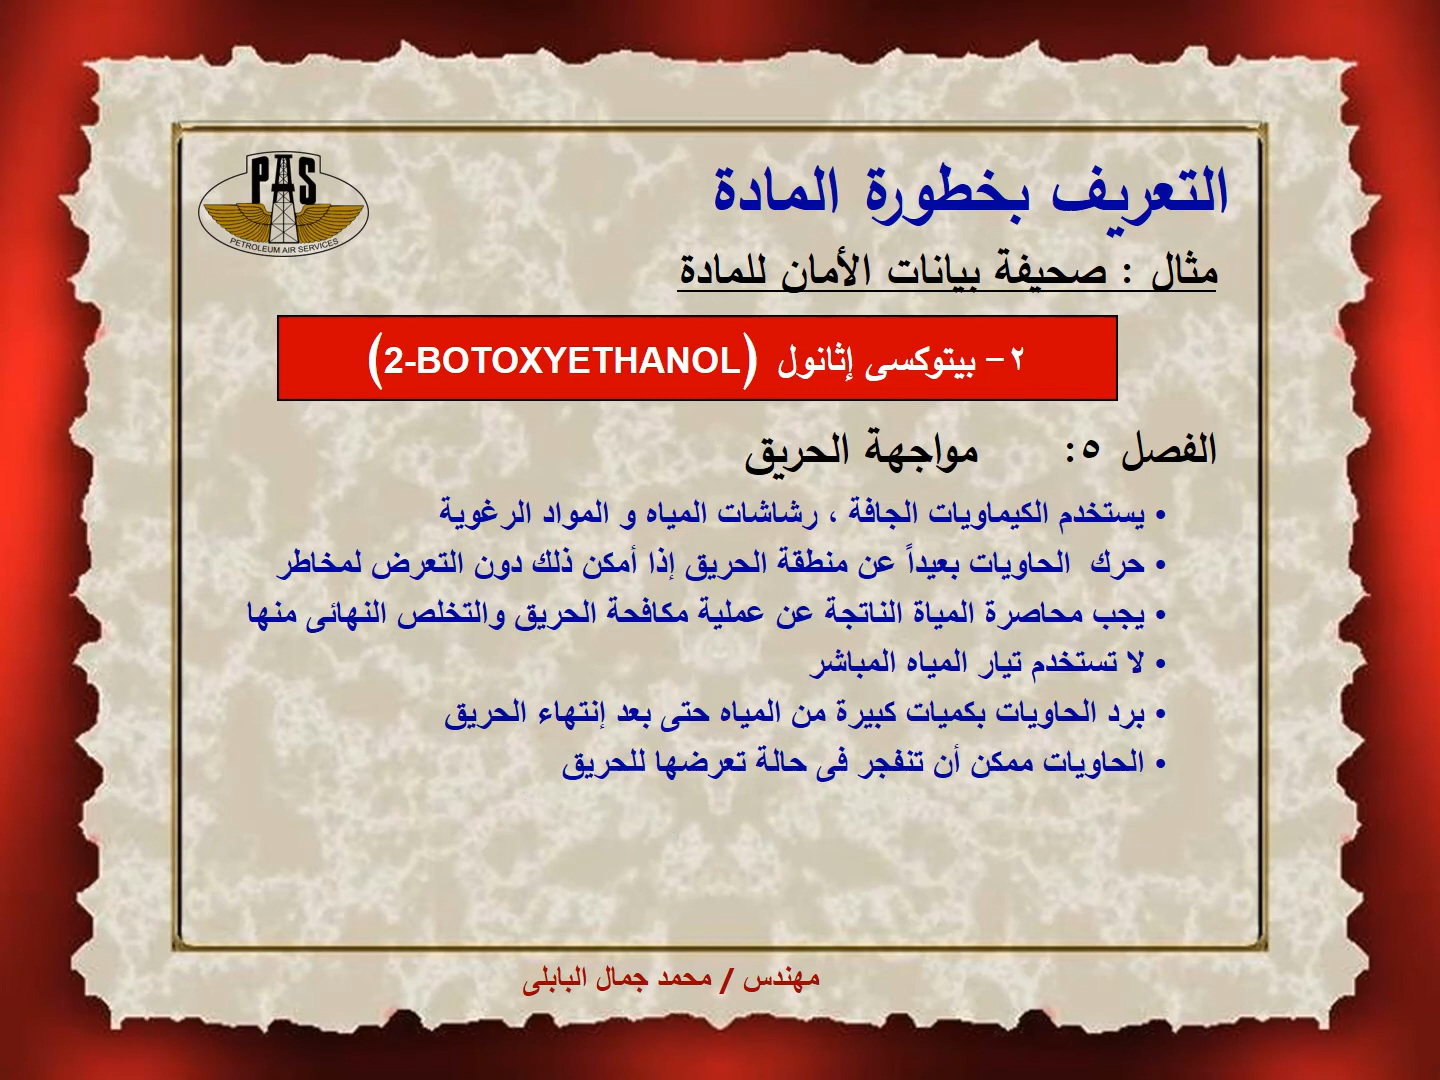 PAS
PETROLEUM AIR SERVICES
التعريف بخطورة المادة
مثال : صحيفة بيانات الأمان للمادة
٢- بيتوكسى إثانول (2-BOTOXYETHANOL)
الفصل ٥: مواجهة الحريق
• يستخدم الكيماويات الجافة ، رشاشات المياه و المواد الرغوية
• حرك الحاويات بعيداً عن منطقة الحريق إذا أمكن ذلك دون التعرض لمخاطر
• يجب محاصرة المياة الناتجة عن عملية مكافحة الحريق والتخلص النهائى منها
• لا تستخدم تيار المياه المباشر
• برد الحاويات بكميات كبيرة من المياه حتى بعد إنتهاء الحريق
• الحاويات ممكن أن تنفجر فى حالة تعرضها للحريق
مهندس / محمد جمال البابلى